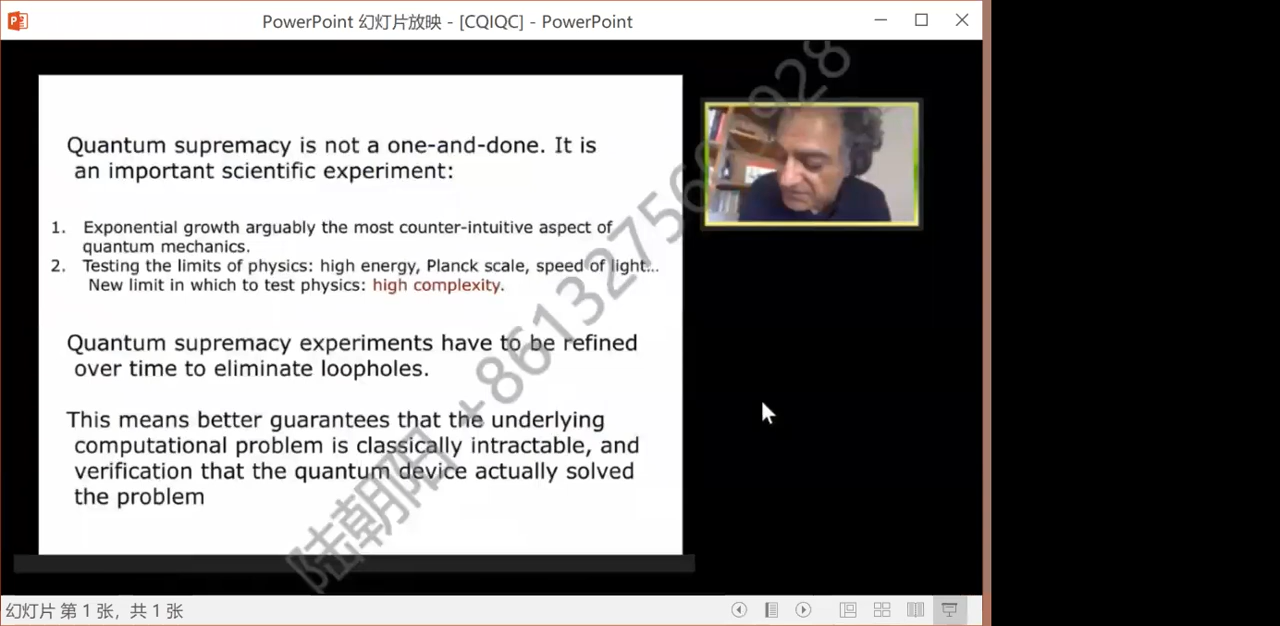 PowerPoint 幻灯片放映 - [CQIQC] - PowerPoint
Quantum supremacy is not a one-and-done. It is
an important scientific experiment:
1. Exponential growth arguably the most counter-intuitive aspect of
quantum mechanics.
2. Testing the limits of physics: high energy, Planck scale, speed of light...
New limit in which to test physics: high complexity.
Quantum supremacy experiments have to be refined
over time to eliminate loopholes.
This means better guarantees that the underlying
computational problem is classically intractable, and
verification that the quantum device actually solved
the problem
陆朝阳
幻灯片 第 1 张，共 1 张